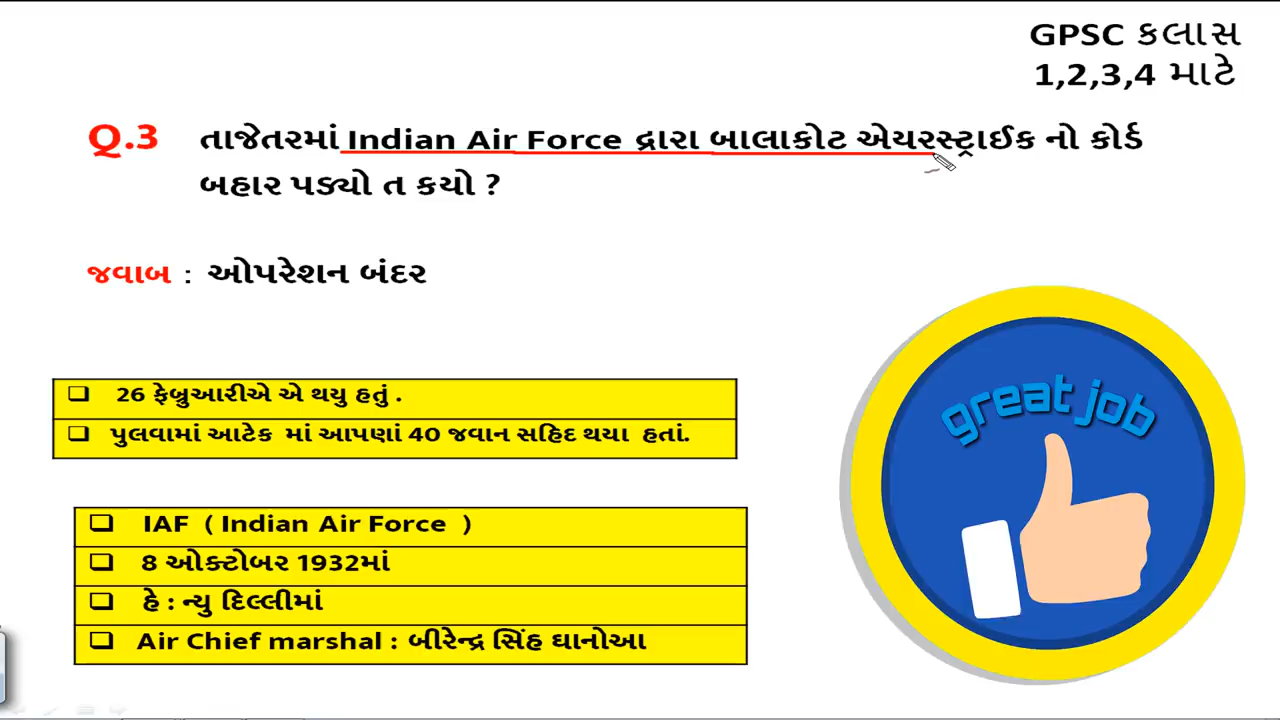 GPSC કલાસ
1,2,3,4 માટે
Q.3 તાજેતરમાં Indian Air Force દ્રારા બાલાકોટ એયરસ્ટ્રાઈક નો કોર્ડ
બહાર પડ્યો ત કયો ?
જવાબ : ઓપરેશન બંદર
26 ફેબ્રુઆરીએ એ થયુ હતું .
પુલવામાં આટેક માં આપણાં 40 જવાન સહિદ થયા હતાં.
great job
IAF ( Indian Air Force )
8 ઓક્ટોબર 1932માં
હે : ન્યુ દિલ્લીમાં
Air Chief marshal : બીરેન્દ્ર સિંહ ઘાનોઆ